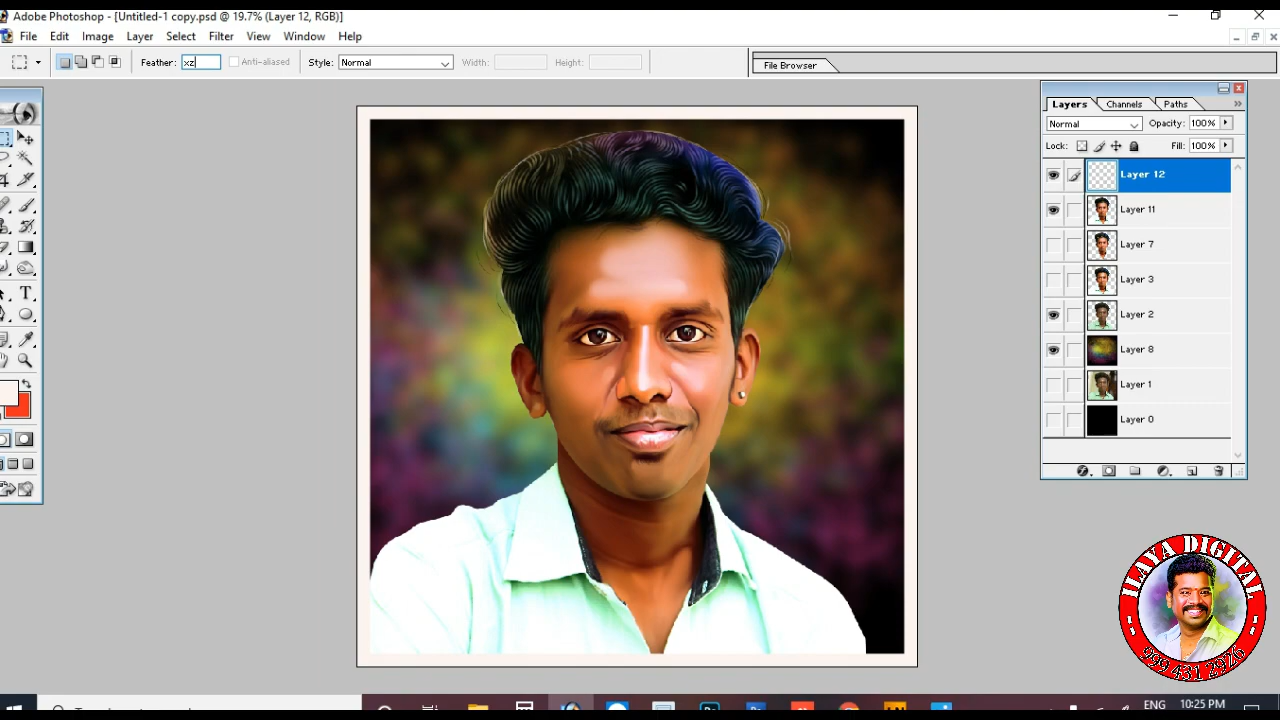 Adobe Photoshop - [Untitled-1 copy.psd @ 19.7% (Layer 12, RGB)]
File Edit Image Layer Select Filter View Window Help
Feather: xz Anti-aliased Style: Normal Width: Height: File Browser
Layers Channels Paths
Normal Opacity: 100%
Lock: Fill: 100%
Layer 12
Layer 11
Layer 7
Layer 3
Layer 2
Layer 8
Layer 1
Layer 0
ILAYA DIGITAL
999 431 2926
ENG 10:25 PM